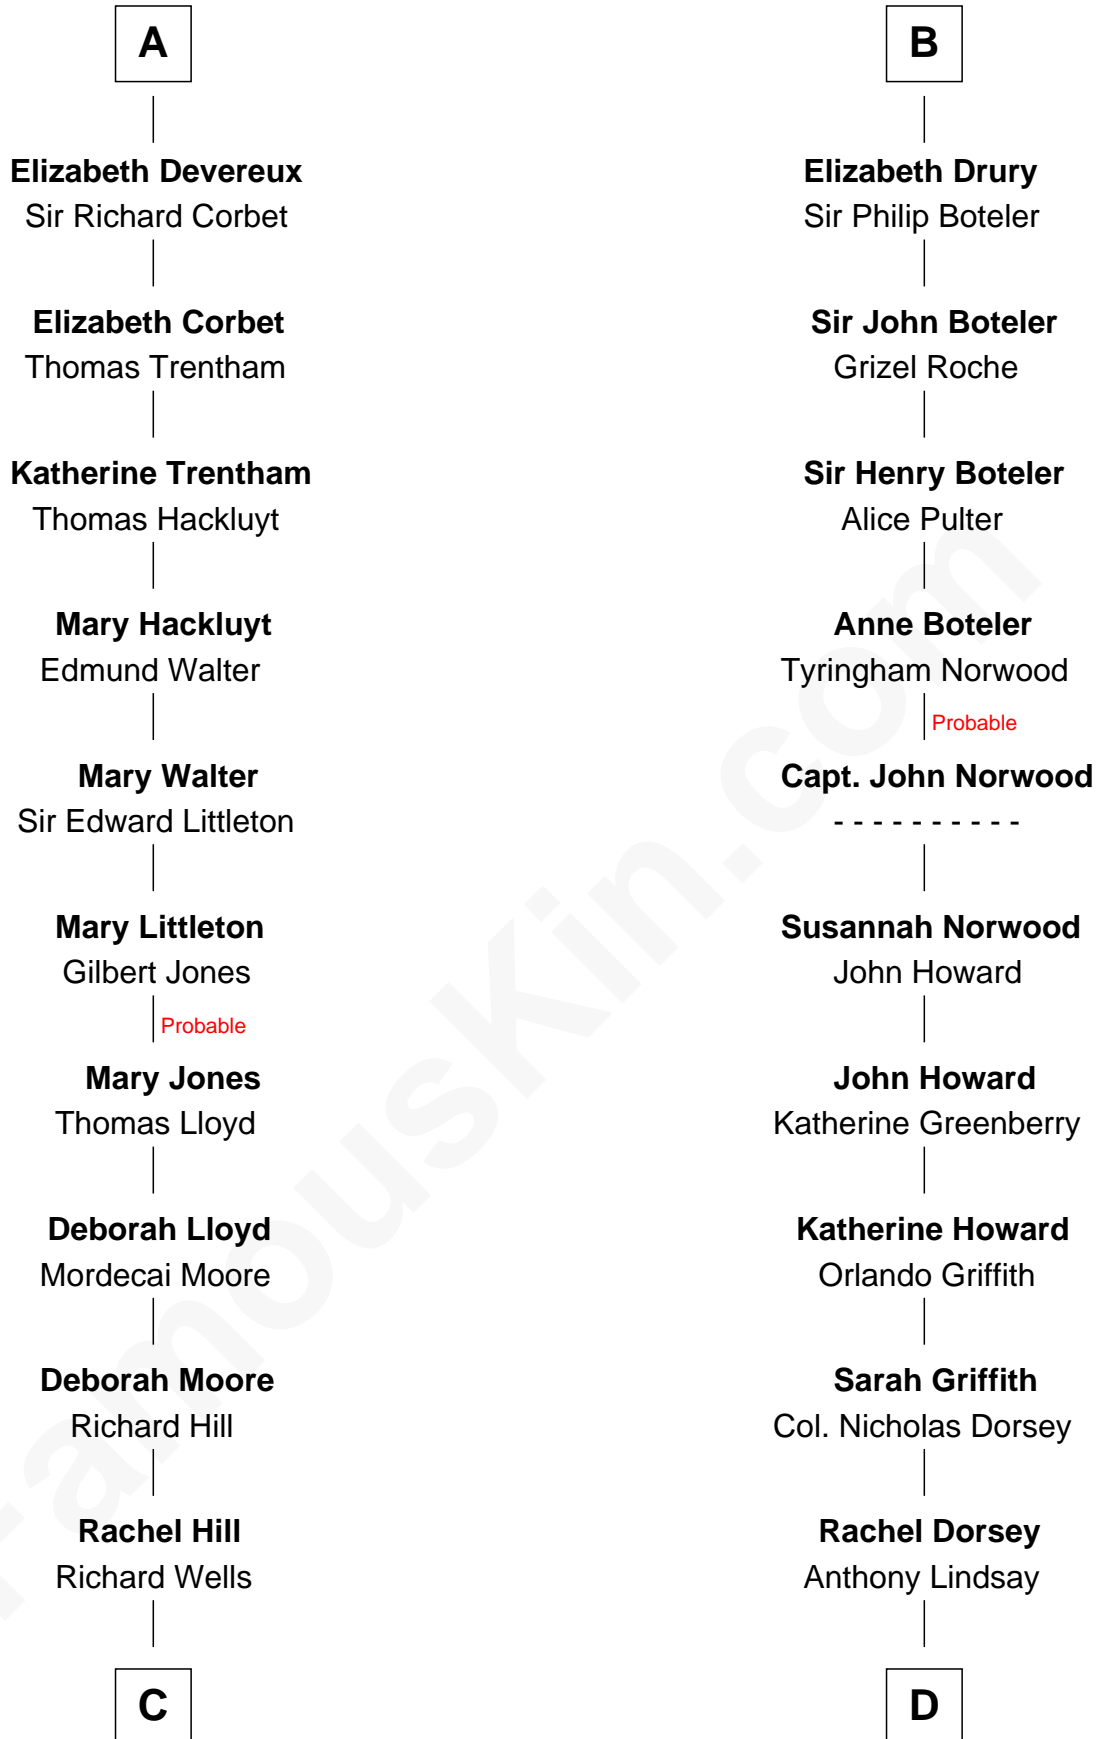 A
Elizabeth Devereux
Sir Richard Corbet
Elizabeth Corbet
Thomas Trentham
Katherine Trentham
Thomas Hackluyt
Mary Hackluyt
Edmund Walter
Mary Walter
Sir Edward Littleton
Mary Littleton
Gilbert Jones
Probable
Mary Jones
Thomas Lloyd
Deborah Lloyd
Mordecai Moore
Deborah Moore
Richard Hill
Rachel Hill
Richard Wells
C
B
Elizabeth Drury
Sir Philip Boteler
Sir John Boteler
Grizel Roche
Sir Henry Boteler
Alice Pulter
Anne Boteler
Tyringham Norwood
Probable
Capt. John Norwood
- - - - - - - - - -
Susannah Norwood
John Howard
John Howard
Katherine Greenberry
Katherine Howard
Orlando Griffith
Sarah Griffith
Col. Nicholas Dorsey
Rachel Dorsey
Anthony Lindsay
D
FamousKin.com